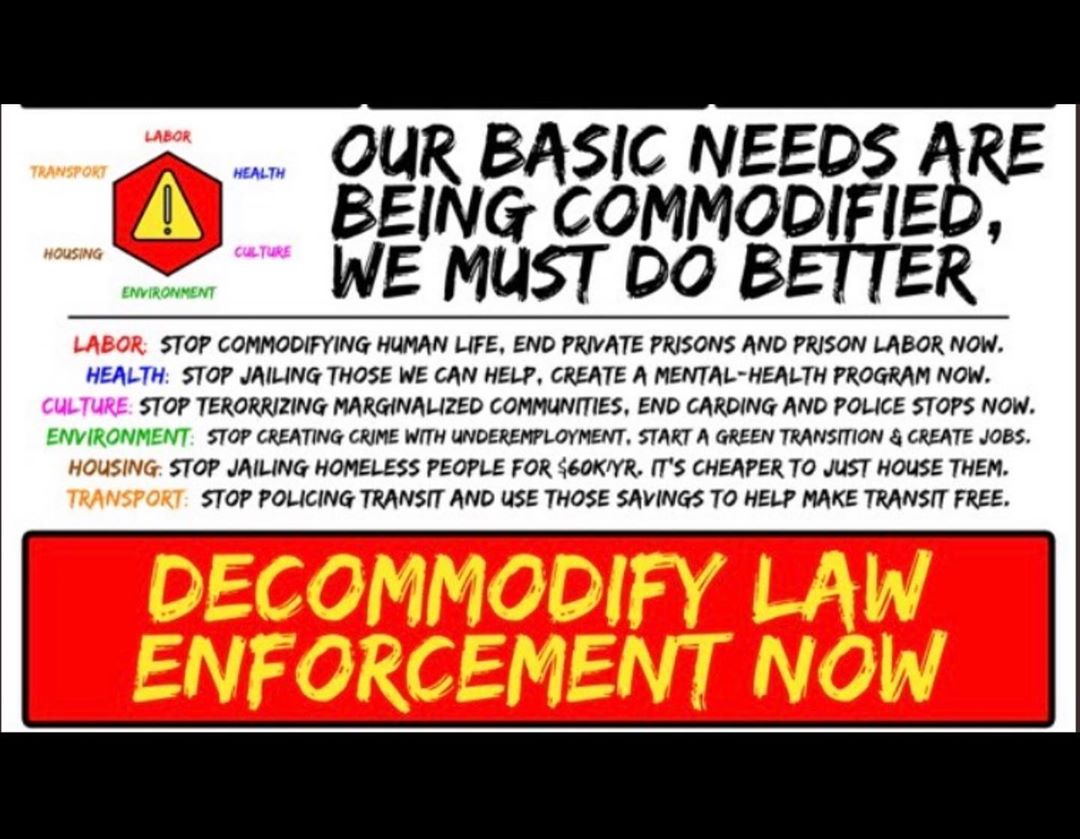 LABOR
TRANSPORT
HEALTH
HOUSING
CULTURE
ENVIRONMENT
OUR BASIC NEEDS ARE
BEING COMMODIFIED,
WE MUST DO BETTER
LABOR: STOP COMMODIFYING HUMAN LIFE, END PRIVATE PRISONS AND PRISON LABOR NOW.
HEALTH: STOP JAILING THOSE WE CAN HELP, CREATE A MENTAL-HEALTH PROGRAM NOW.
CULTURE: STOP TERORRIZING MARGINALIZED COMMUNITIES, END CARDING AND POLICE STOPS NOW.
ENVIRONMENT: STOP CREATING CRIME WITH UNDEREMPLOYMENT, START A GREEN TRANSITION & CREATE JOBS.
HOUSING: STOP JAILING HOMELESS PEOPLE FOR $60K/YR. IT'S CHEAPER TO JUST HOUSE THEM.
TRANSPORT: STOP POLICING TRANSIT AND USE THOSE SAVINGS TO HELP MAKE TRANSIT FREE.
DECOMMODIFY LAW
ENFORCEMENT NOW